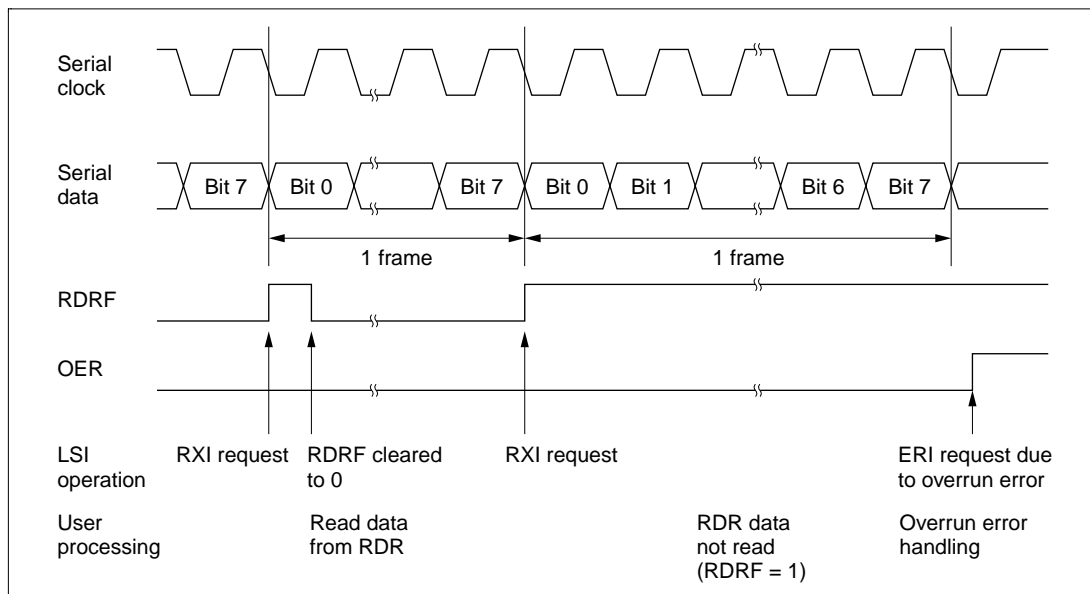 Serial
clock
Serial
data
Bit 7
Bit 0
Bit 7
Bit 0
Bit 1
Bit 6
Bit 7
1 frame
1 frame
RDRF
OER
LSI
operation
RXI request
RDRF cleared
to 0
RXI request
ERI request due
to overrun error
User
processing
Read data
from RDR
RDR data
not read
(RDRF = 1)
Overrun error
handling